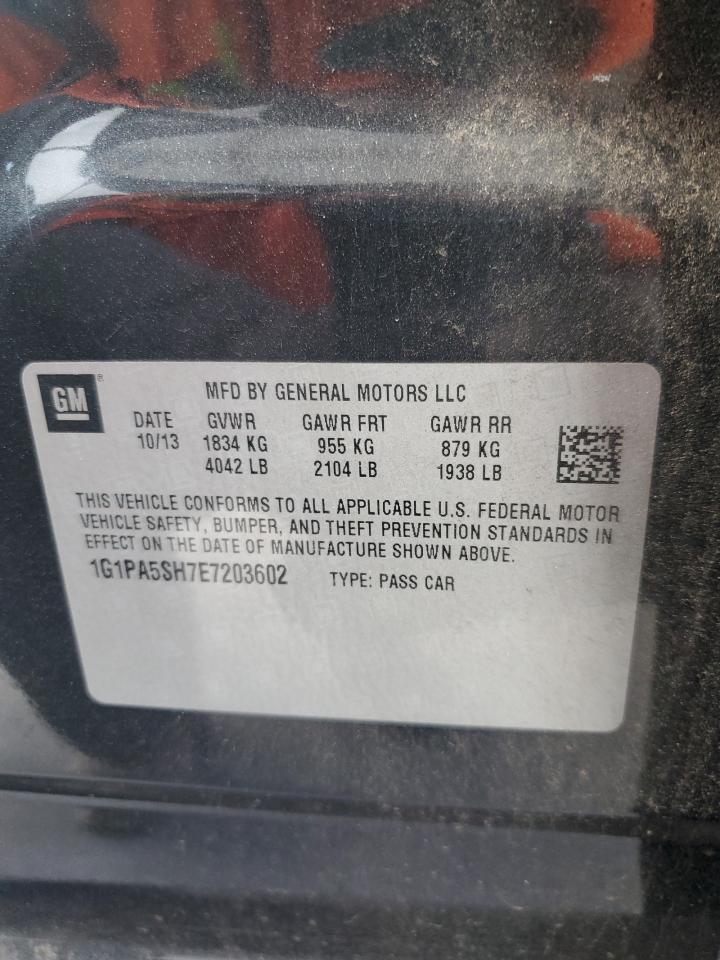 GM ®
MFD BY GENERAL MOTORS LLC
DATE GVWR GAWR FRT GAWR RR
10/13 1834 KG 955 KG 879 KG
4042 LB 2104 LB 1938 LB
THIS VEHICLE CONFORMS TO ALL APPLICABLE U.S. FEDERAL MOTOR
VEHICLE SAFETY, BUMPER, AND THEFT PREVENTION STANDARDS IN
EFFECT ON THE DATE OF MANUFACTURE SHOWN ABOVE.
1G1PA5SH7E7203602 TYPE: PASS CAR